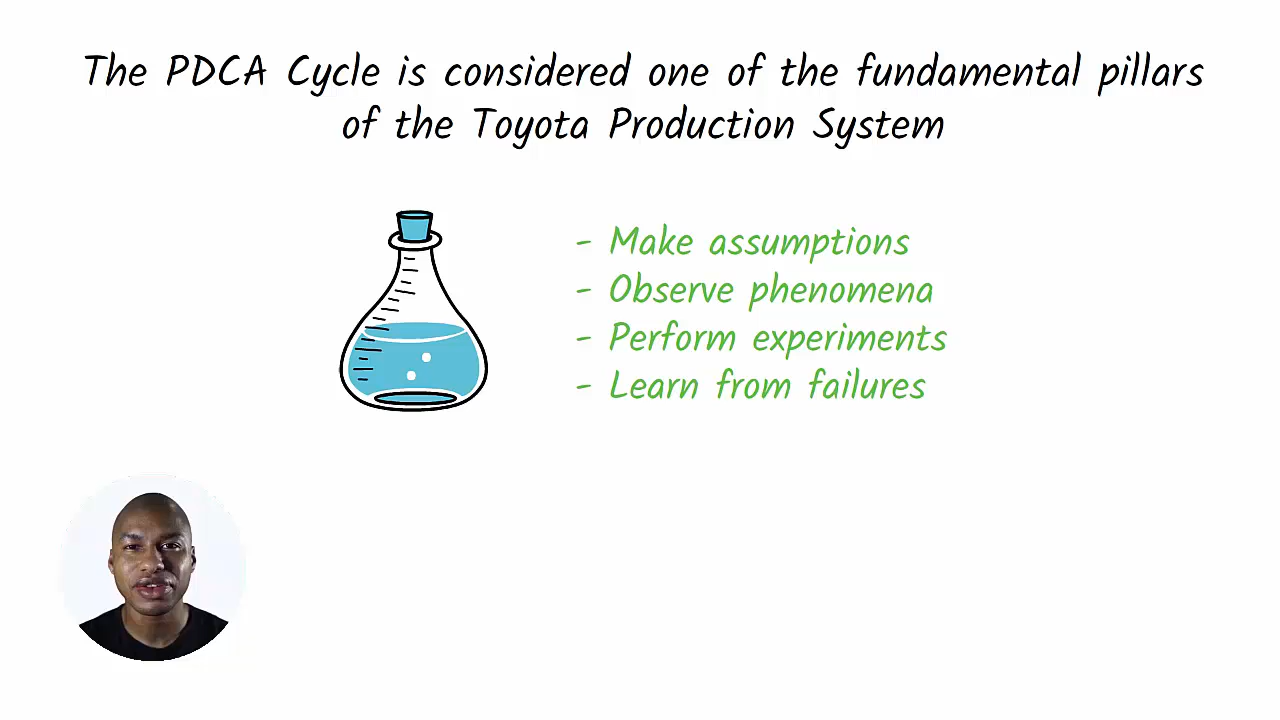 The PDCA Cycle is considered one of the fundamental pillars
of the Toyota Production System
- Make assumptions
- Observe phenomena
- Perform experiments
- Learn from failures